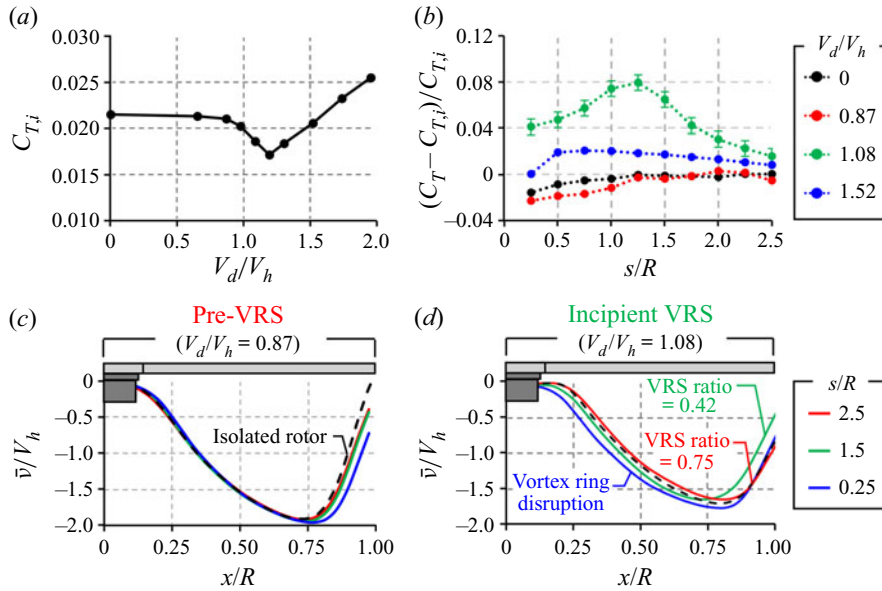 (a)
0.030
0.025
0.020
0.015
0.010
C_{T,i}
0
0.5
1.0
1.5
2.0
V_d/V_h
(b)
0.12
0.08
0.04
0
−0.04
(C_T − C_{T,i})/C_{T,i}
0.5
1.0
1.5
2.0
2.5
s/R
V_d/V_h
0
0.87
1.08
1.52
(c)
Pre-VRS
(V_d/V_h = 0.87)
0
−0.5
−1.0
−1.5
−2.0
v̄/V_h
Isolated rotor
0
0.25
0.50
0.75
1.00
x/R
(d)
Incipient VRS
(V_d/V_h = 1.08)
0
−0.5
−1.0
−1.5
−2.0
v̄/V_h
VRS ratio
= 0.42
VRS ratio
= 0.75
Vortex ring
disruption
0
0.25
0.50
0.75
1.00
x/R
s/R
2.5
1.5
0.25